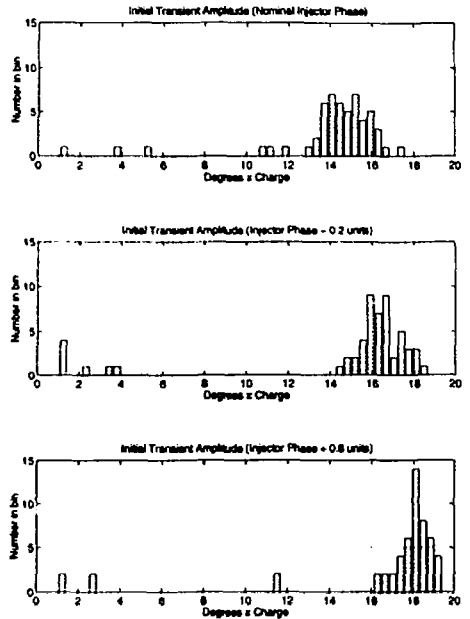 Initial Transient Amplitude (Nominal Injector Phase)
15
10
5
0
Number in bin
0 2 4 6 8 10 12 14 16 18 20
Degrees x Charge
Initial Transient Amplitude (Injector Phase - 0.2 units)
15
10
5
0
Number in bin
0 2 4 6 8 10 12 14 16 18 20
Degrees x Charge
Initial Transient Amplitude (Injector Phase + 0.8 units)
15
10
5
0
Number in bin
0 2 4 6 8 10 12 14 16 18 20
Degrees x Charge